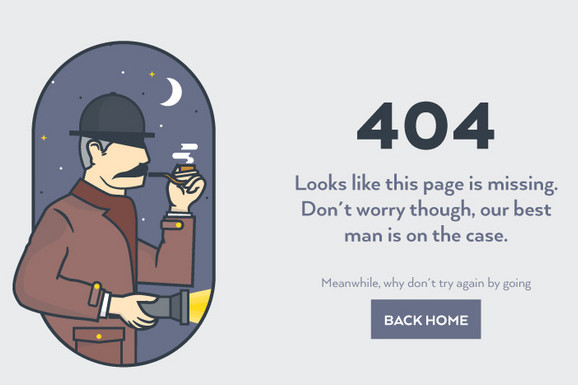 404
Looks like this page is missing.
Don't worry though, our best
man is on the case.
Meanwhile, why don't try again by going
BACK HOME